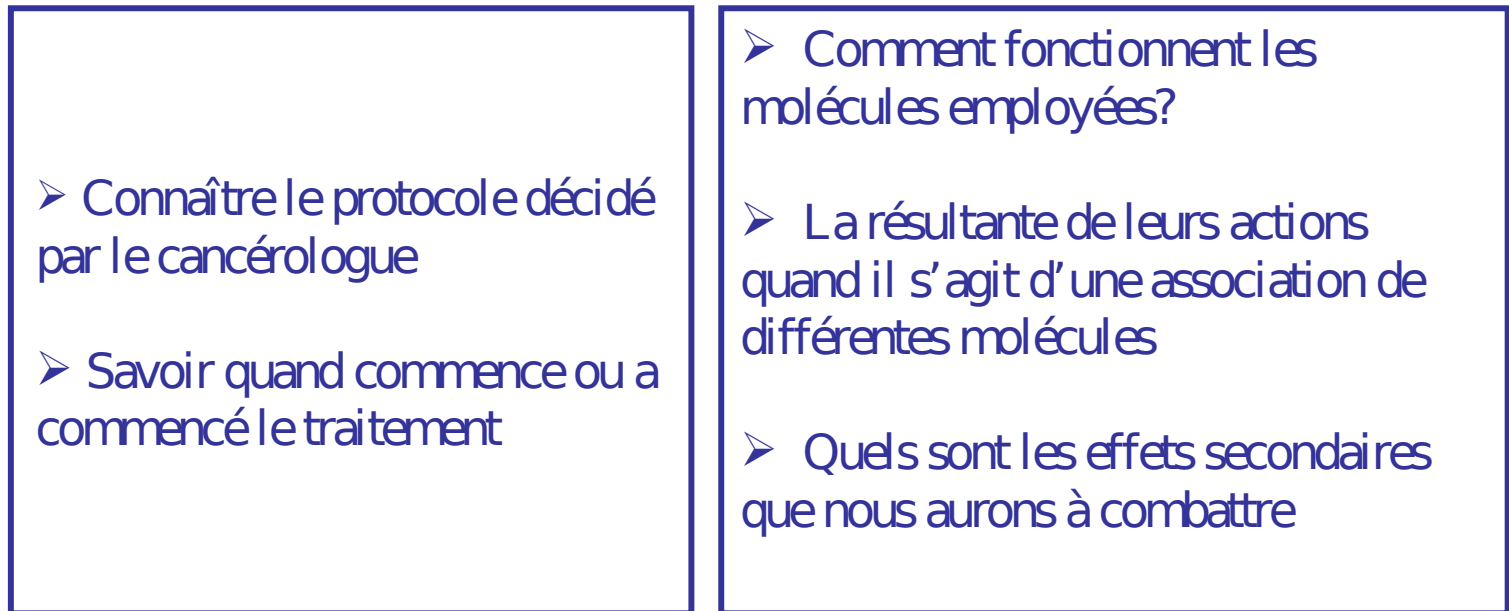 ➢ Connaître le protocole décidé
par le cancérologue
➢ Savoir quand commence ou a
commencé le traitement
➢ Comment fonctionnent les
molécules employées?
➢ La résultante de leurs actions
quand il s’agit d’une association de
différentes molécules
➢ Quels sont les effets secondaires
que nous aurons à combattre